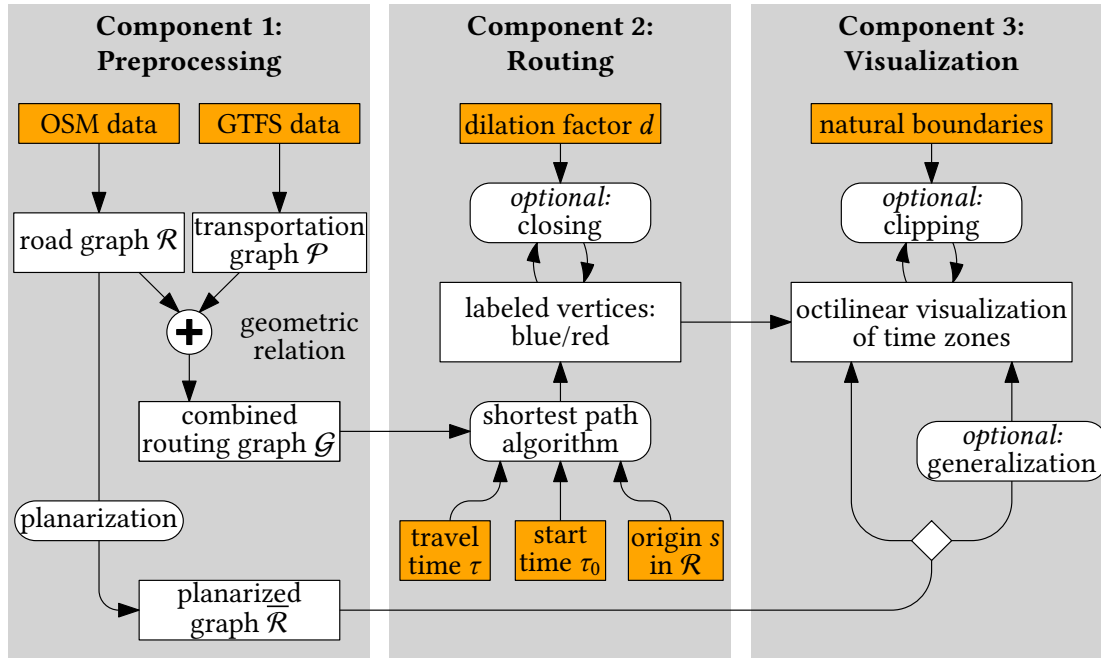 Component 1:
Preprocessing
OSM data
GTFS data
road graph ℛ
transportation
graph 𝒫
+
geometric
relation
combined
routing graph 𝒢
planarization
planarized
graph ℛ̅
Component 2:
Routing
dilation factor d
optional:
closing
labeled vertices:
blue/red
shortest path
algorithm
travel
time τ
start
time τ₀
origin s
in ℛ
Component 3:
Visualization
natural boundaries
optional:
clipping
octilinear visualization
of time zones
optional:
generalization